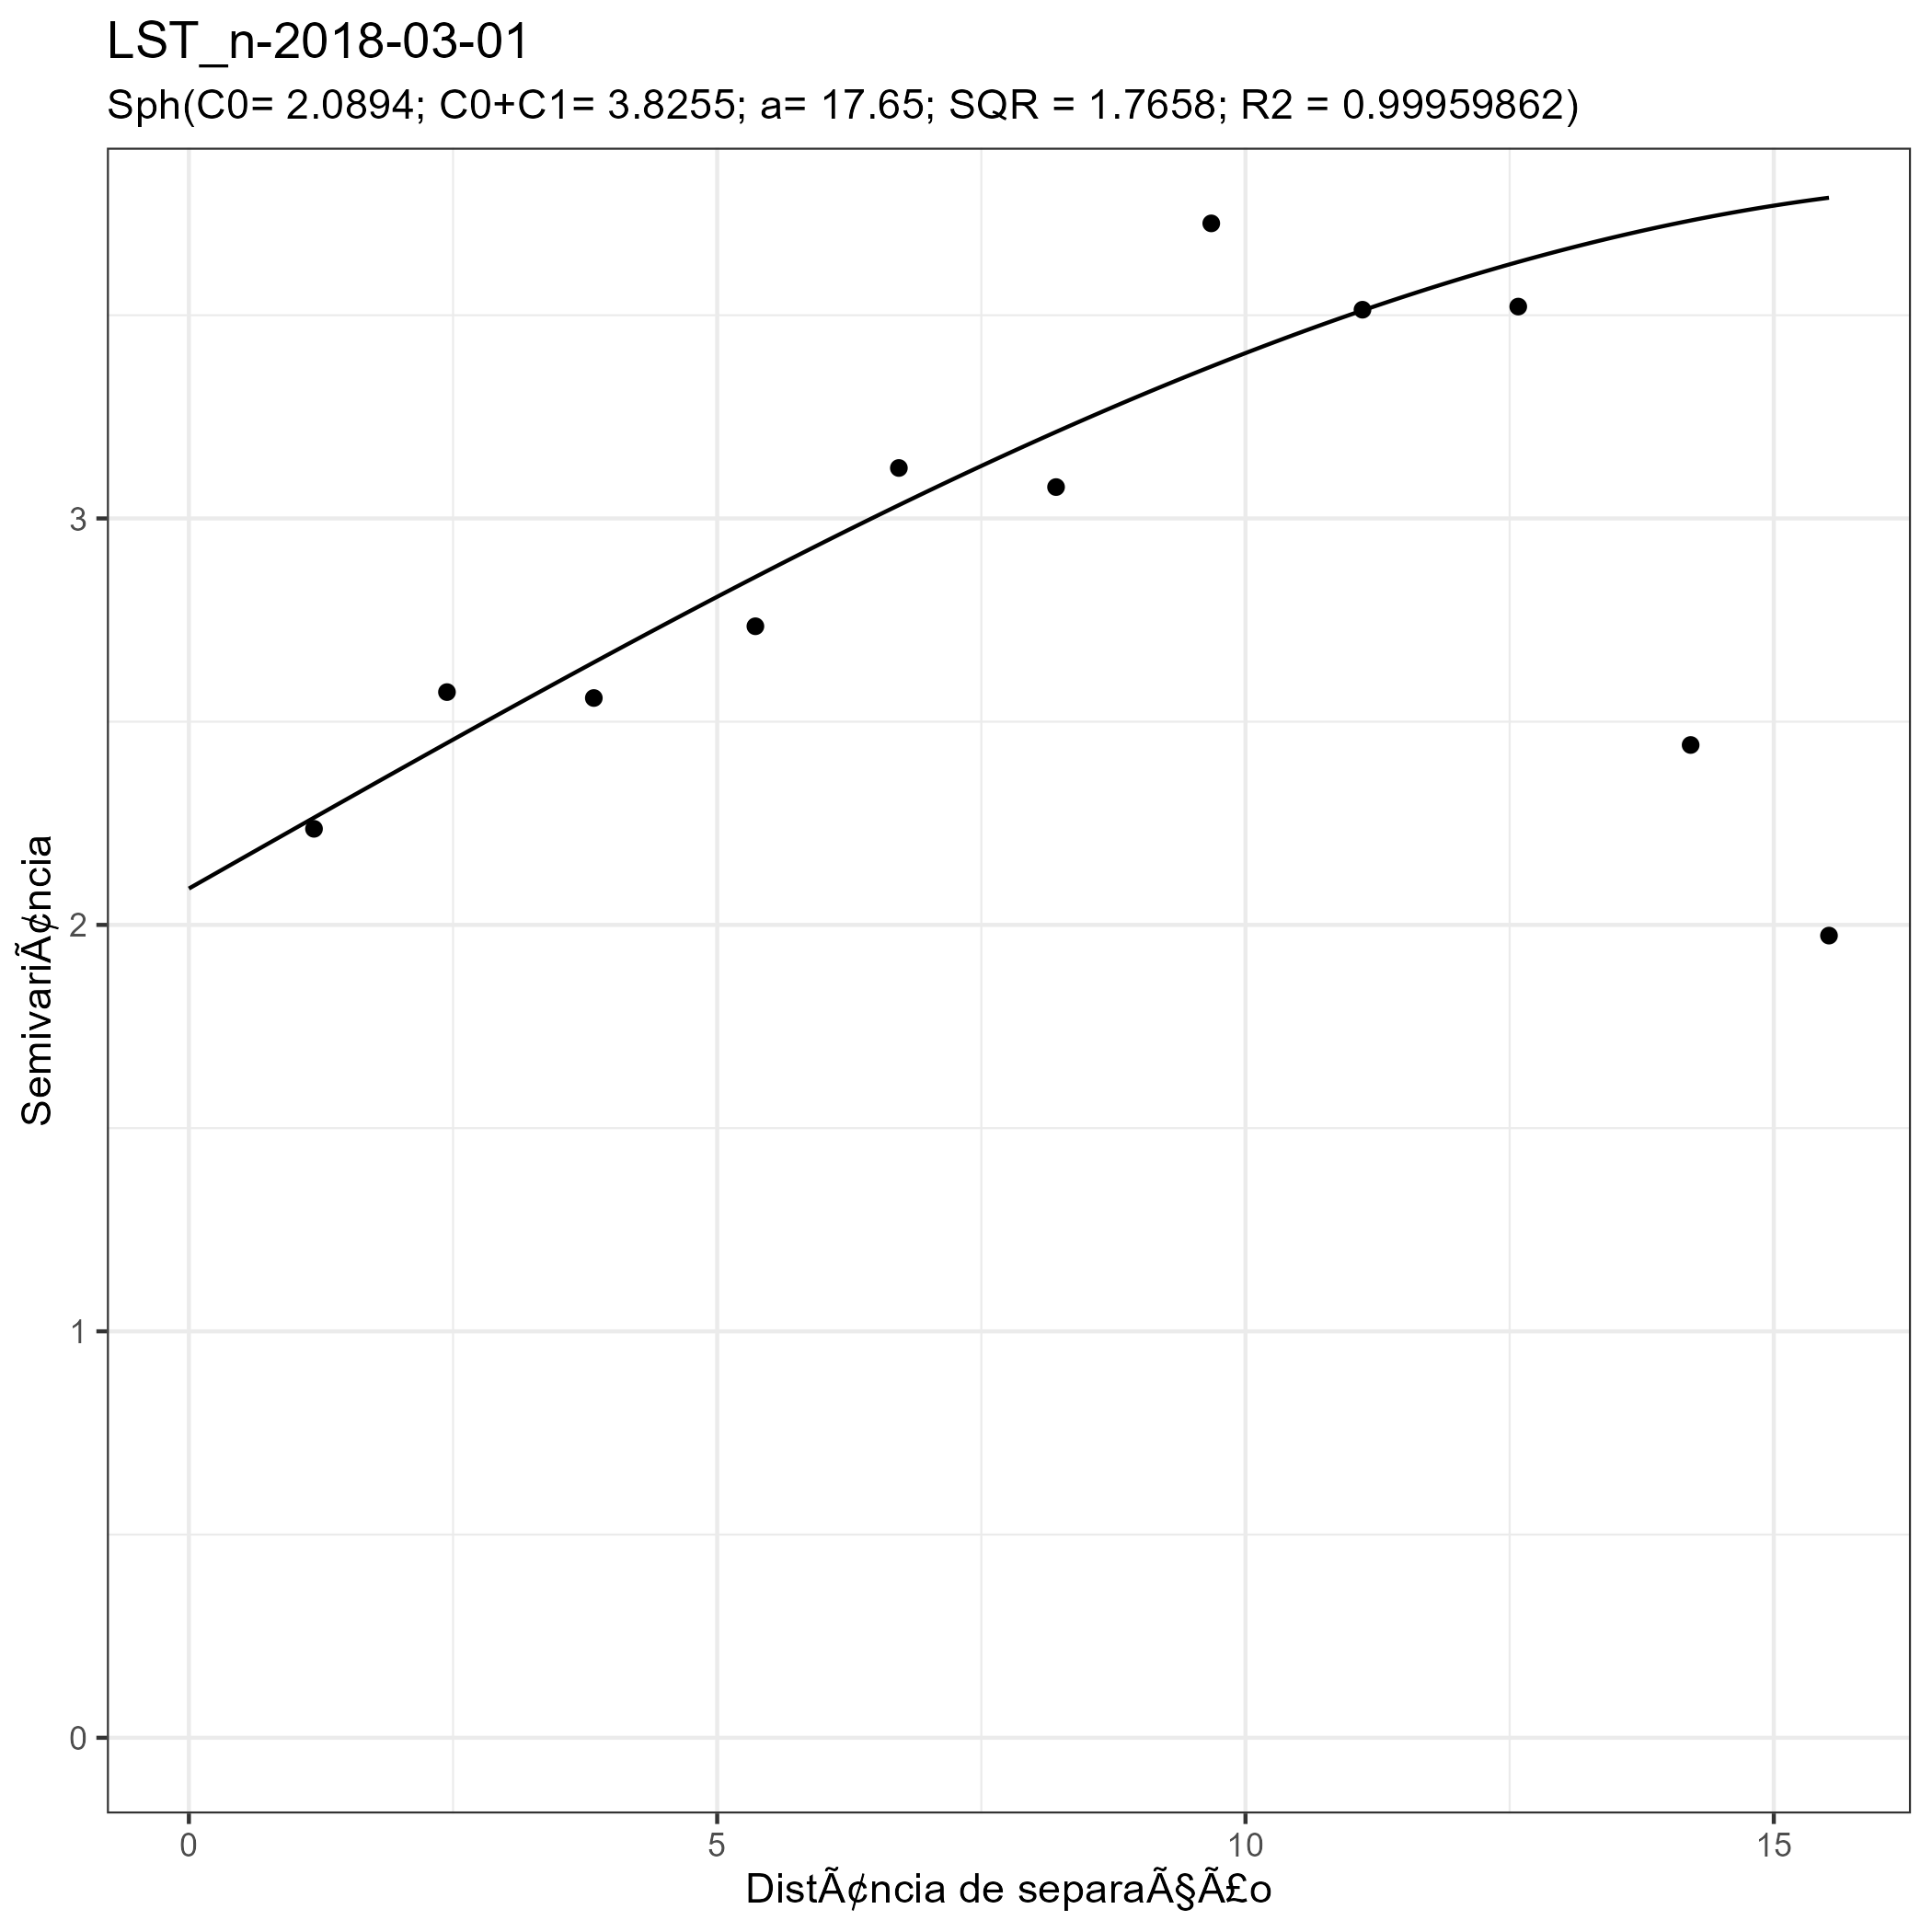 LST_n-2018-03-01
Sph(C0= 2.0894; C0+C1= 3.8255; a= 17.65; SQR = 1.7658; R2 = 0.99959862)
SemivariÃ¢ncia
3
2
1
0
0 5 10 15
DistÃ¢ncia de separaÃ§Ã£o